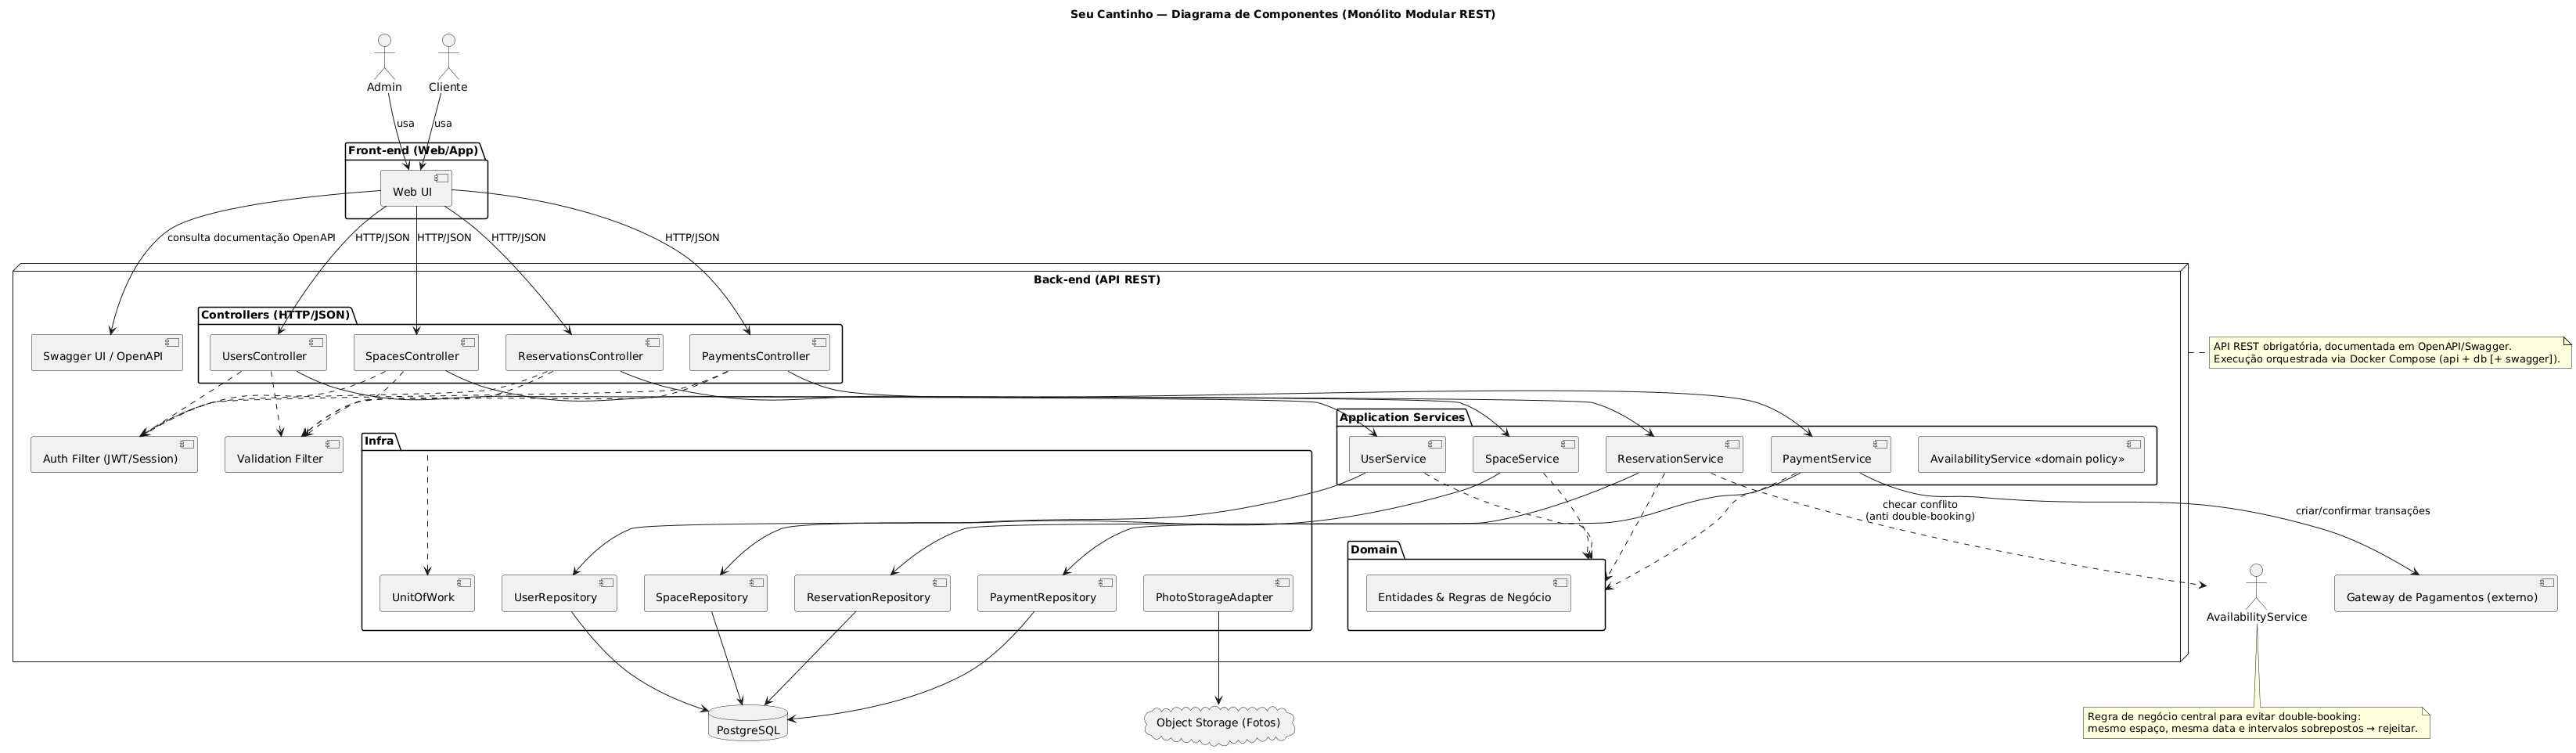 Seu Cantinho — Diagrama de Componentes (Monólito Modular REST)
Admin
Cliente
usa
usa
Front-end (Web/App)
Web UI
consulta documentação OpenAPI
HTTP/JSON
HTTP/JSON
HTTP/JSON
HTTP/JSON
Back-end (API REST)
Controllers (HTTP/JSON)
Swagger UI / OpenAPI
UsersController
SpacesController
ReservationsController
PaymentsController
API REST obrigatória, documentada em OpenAPI/Swagger.
Execução orquestrada via Docker Compose (api + db [+ swagger]).
Application Services
Auth Filter (JWT/Session)
Validation Filter
Infra
UserService
SpaceService
ReservationService
PaymentService
AvailabilityService «domain policy»
checar conflito
(anti double-booking)
criar/confirmar transações
Domain
UnitOfWork
UserRepository
SpaceRepository
ReservationRepository
PaymentRepository
PhotoStorageAdapter
Entidades & Regras de Negócio
AvailabilityService
Gateway de Pagamentos (externo)
PostgreSQL
Object Storage (Fotos)
Regra de negócio central para evitar double-booking:
mesmo espaço, mesma data e intervalos sobrepostos → rejeitar.